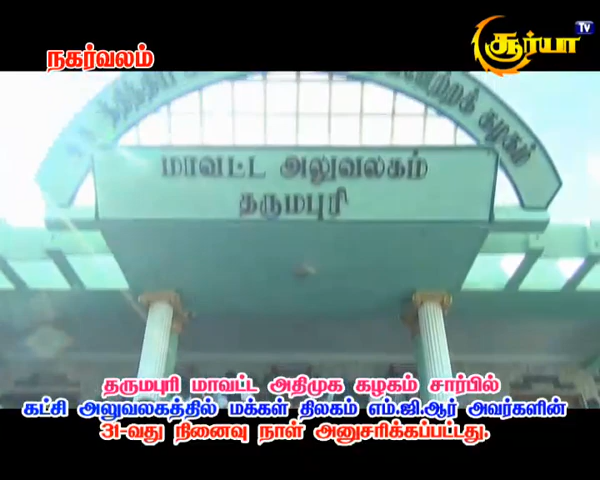 நகர்வலம்
சூர்யா TV
கழகம்
மாவட்ட அலுவலகம்
தருமபுரி
தருமபுரி மாவட்ட அதிமுக கழகம் சார்பில்
கட்சி அலுவலகத்தில் மக்கள் திலகம் எம்.ஜி.ஆர் அவர்களின்
31-வது நினைவு நாள் அனுசரிக்கப்பட்டது.